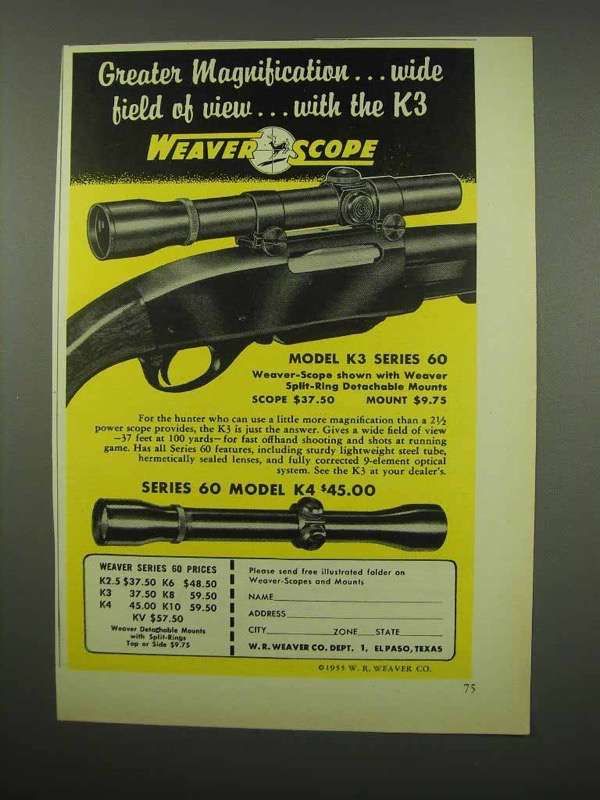 Greater Magnification... wide
field of view... with the K3
WEAVER SCOPE
MODEL K3 SERIES 60
Weaver-Scope shown with Weaver
Split-Ring Detachable Mounts
SCOPE $37.50 MOUNT $9.75
For the hunter who can use a little more magnification than a 2½
power scope provides, the K3 is just the answer. Gives a wide field of view
—37 feet at 100 yards—for fast offhand shooting and shots at running
game. Has all Series 60 features, including sturdy lightweight steel tube,
hermetically sealed lenses, and fully corrected 9-element optical
system. See the K3 at your dealer's.
SERIES 60 MODEL K4 $45.00
WEAVER SERIES 60 PRICES
K2.5 $37.50 K6 $48.50
K3 37.50 K8 59.50
K4 45.00 K10 59.50
KV $57.50
Weaver Detachable Mounts
with Split-Rings
Top or Side $9.75
Please send free illustrated folder on
Weaver-Scopes and Mounts
NAME
ADDRESS
CITY ZONE STATE
W. R. WEAVER CO. DEPT. 1, EL PASO, TEXAS
©1955 W. R. WEAVER CO.
75